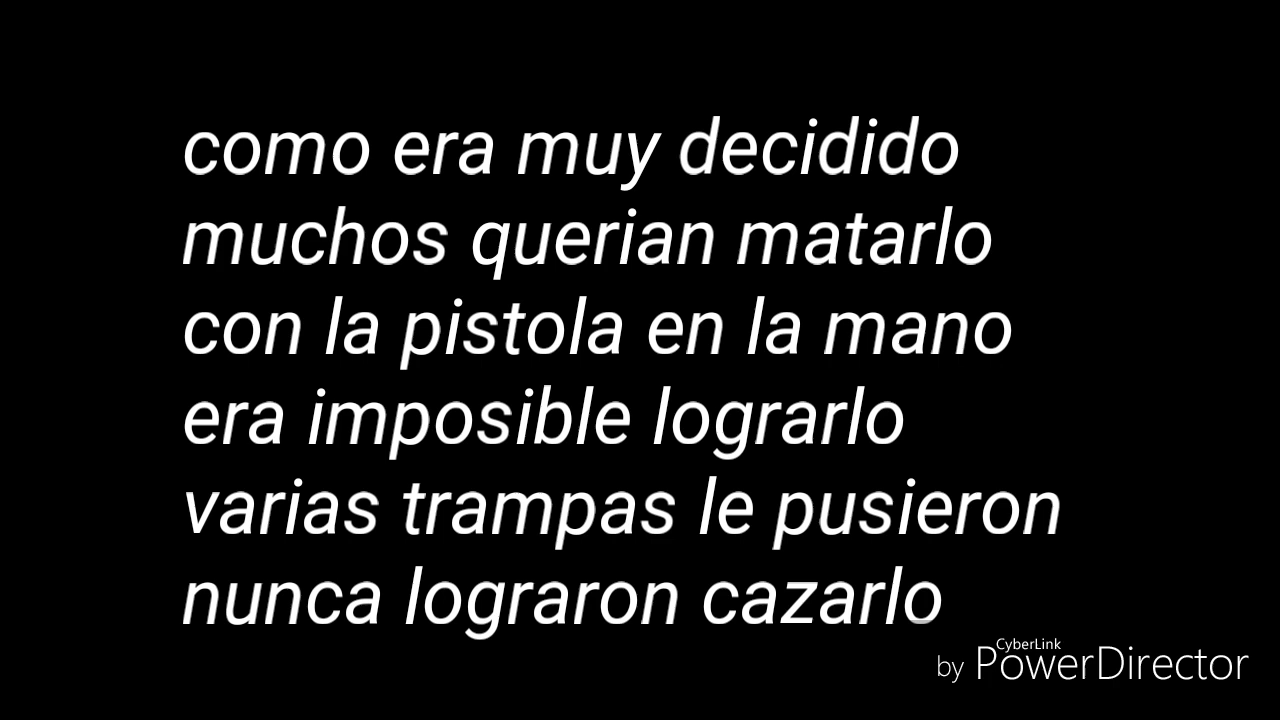 como era muy decidido
muchos querian matarlo
con la pistola en la mano
era imposible lograrlo
varias trampas le pusieron
nunca lograron cazarlo
by CyberLink PowerDirector